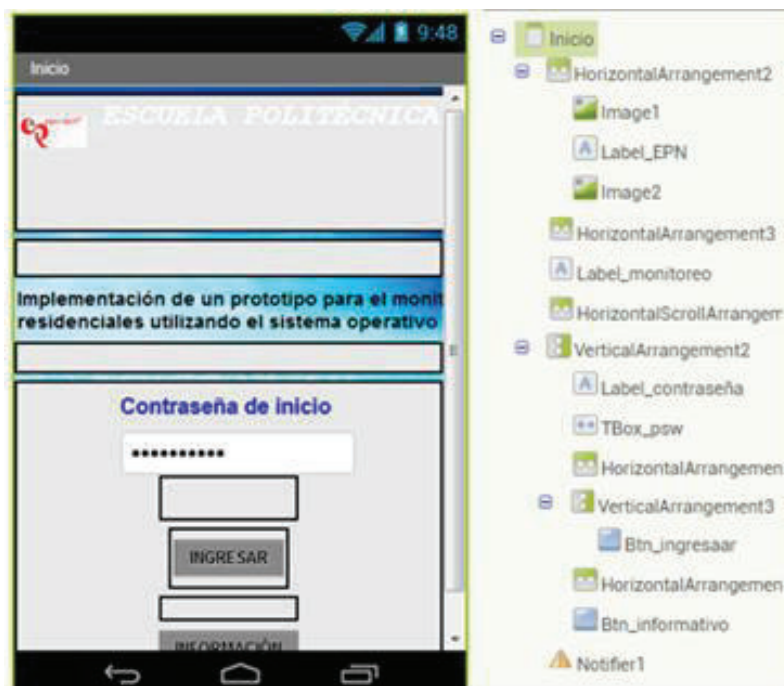 9:48
Inicio
ESCUELA POLITÉCNICA
Implementación de un prototipo para el monit
residenciales utilizando el sistema operativo
Contraseña de inicio
INGRESAR
INFORMACIÓN
Inicio
HorizontalArrangement2
Image1
Label_EPN
Image2
HorizontalArrangement3
Label_monitoreo
HorizontalScrollArrangem
VerticalArrangement2
Label_contraseña
TBox_psw
HorizontalArrangemen
VerticalArrangement3
Btn_ingresaar
HorizontalArrangemen
Btn_informativo
Notifier1